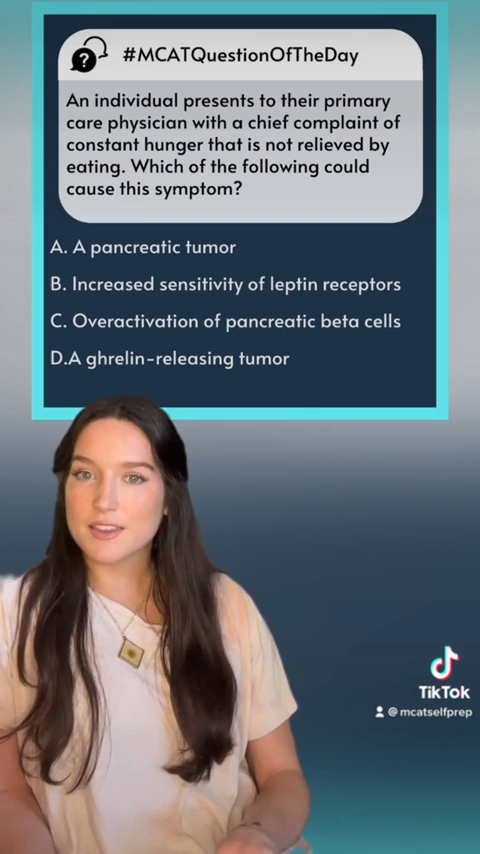 #MCATQuestionOfTheDay
An individual presents to their primary
care physician with a chief complaint of
constant hunger that is not relieved by
eating. Which of the following could
cause this symptom?
A. A pancreatic tumor
B. Increased sensitivity of leptin receptors
C. Overactivation of pancreatic beta cells
D.A ghrelin-releasing tumor
TikTok
@mcatselfprep